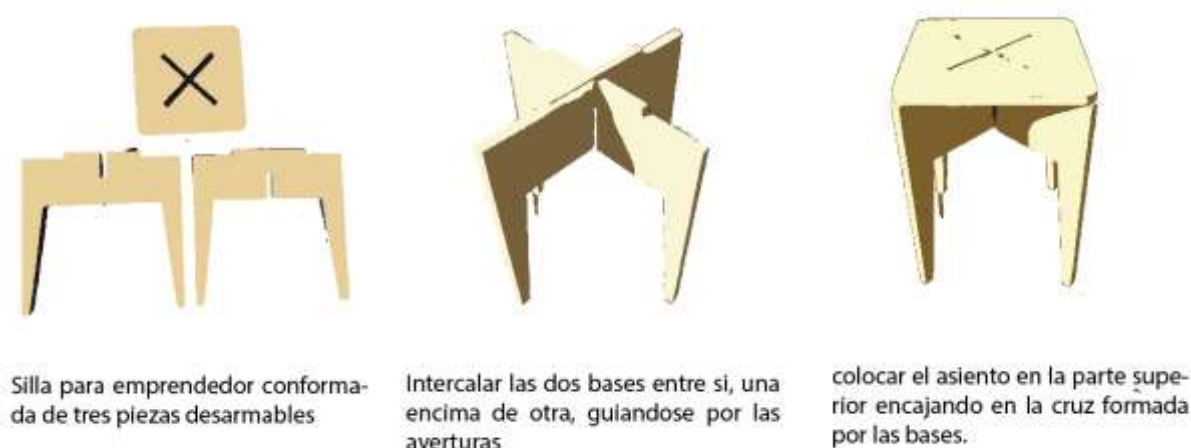 Silla para emprendedor conforma-
da de tres piezas desarmables
Intercalar las dos bases entre si, una
encima de otra, guiandose por las
averturas
colocar el asiento en la parte supe-
rior encajando en la cruz formada
por las bases.